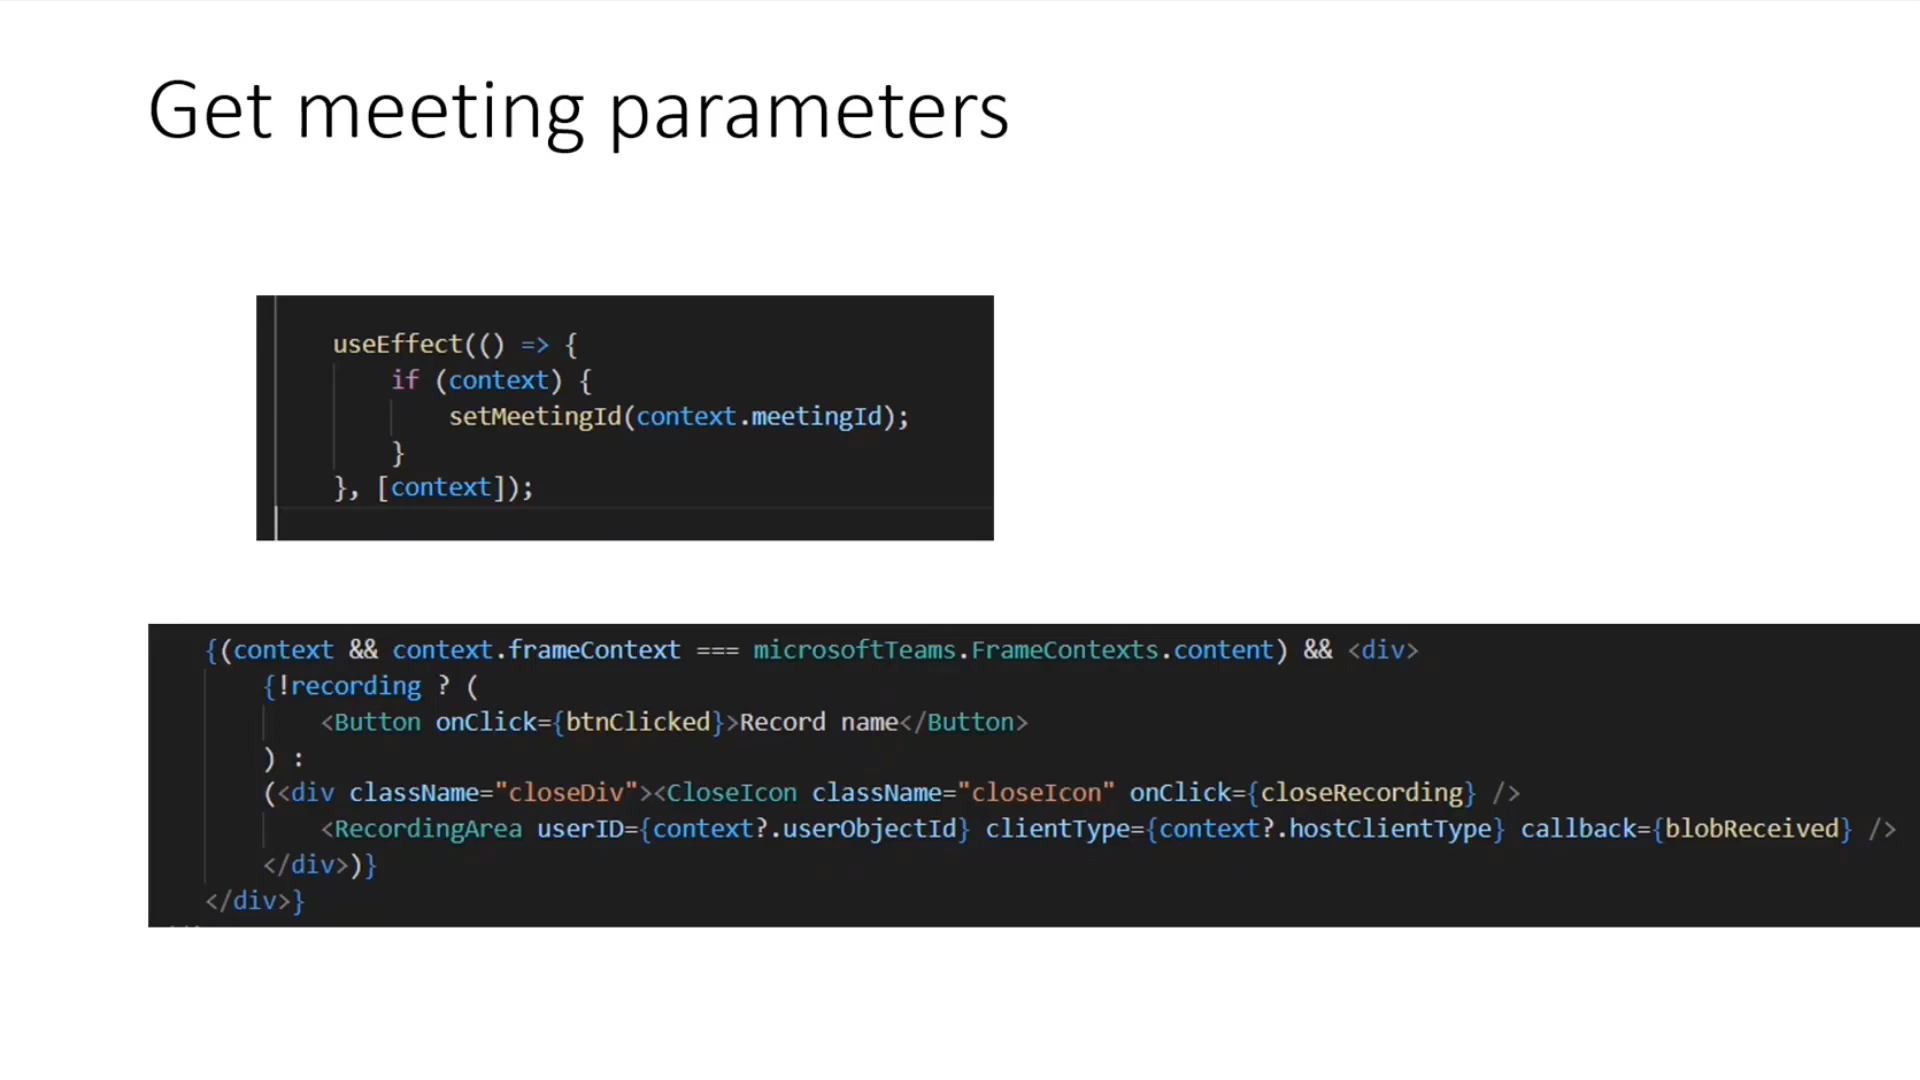 Get meeting parameters
useEffect(() => {
if (context) {
setMeetingId(context.meetingId);
}
}, [context]);
{(context && context.frameContext === microsoftTeams.FrameContexts.content) && <div>
{!recording ? (
<Button onClick={btnClicked}>Record name</Button>
) :
(<div className="closeDiv"><CloseIcon className="closeIcon" onClick={closeRecording} />
<RecordingArea userID={context?.userObjectId} clientType={context?.hostClientType} callback={blobReceived} />
</div>)}
</div>}